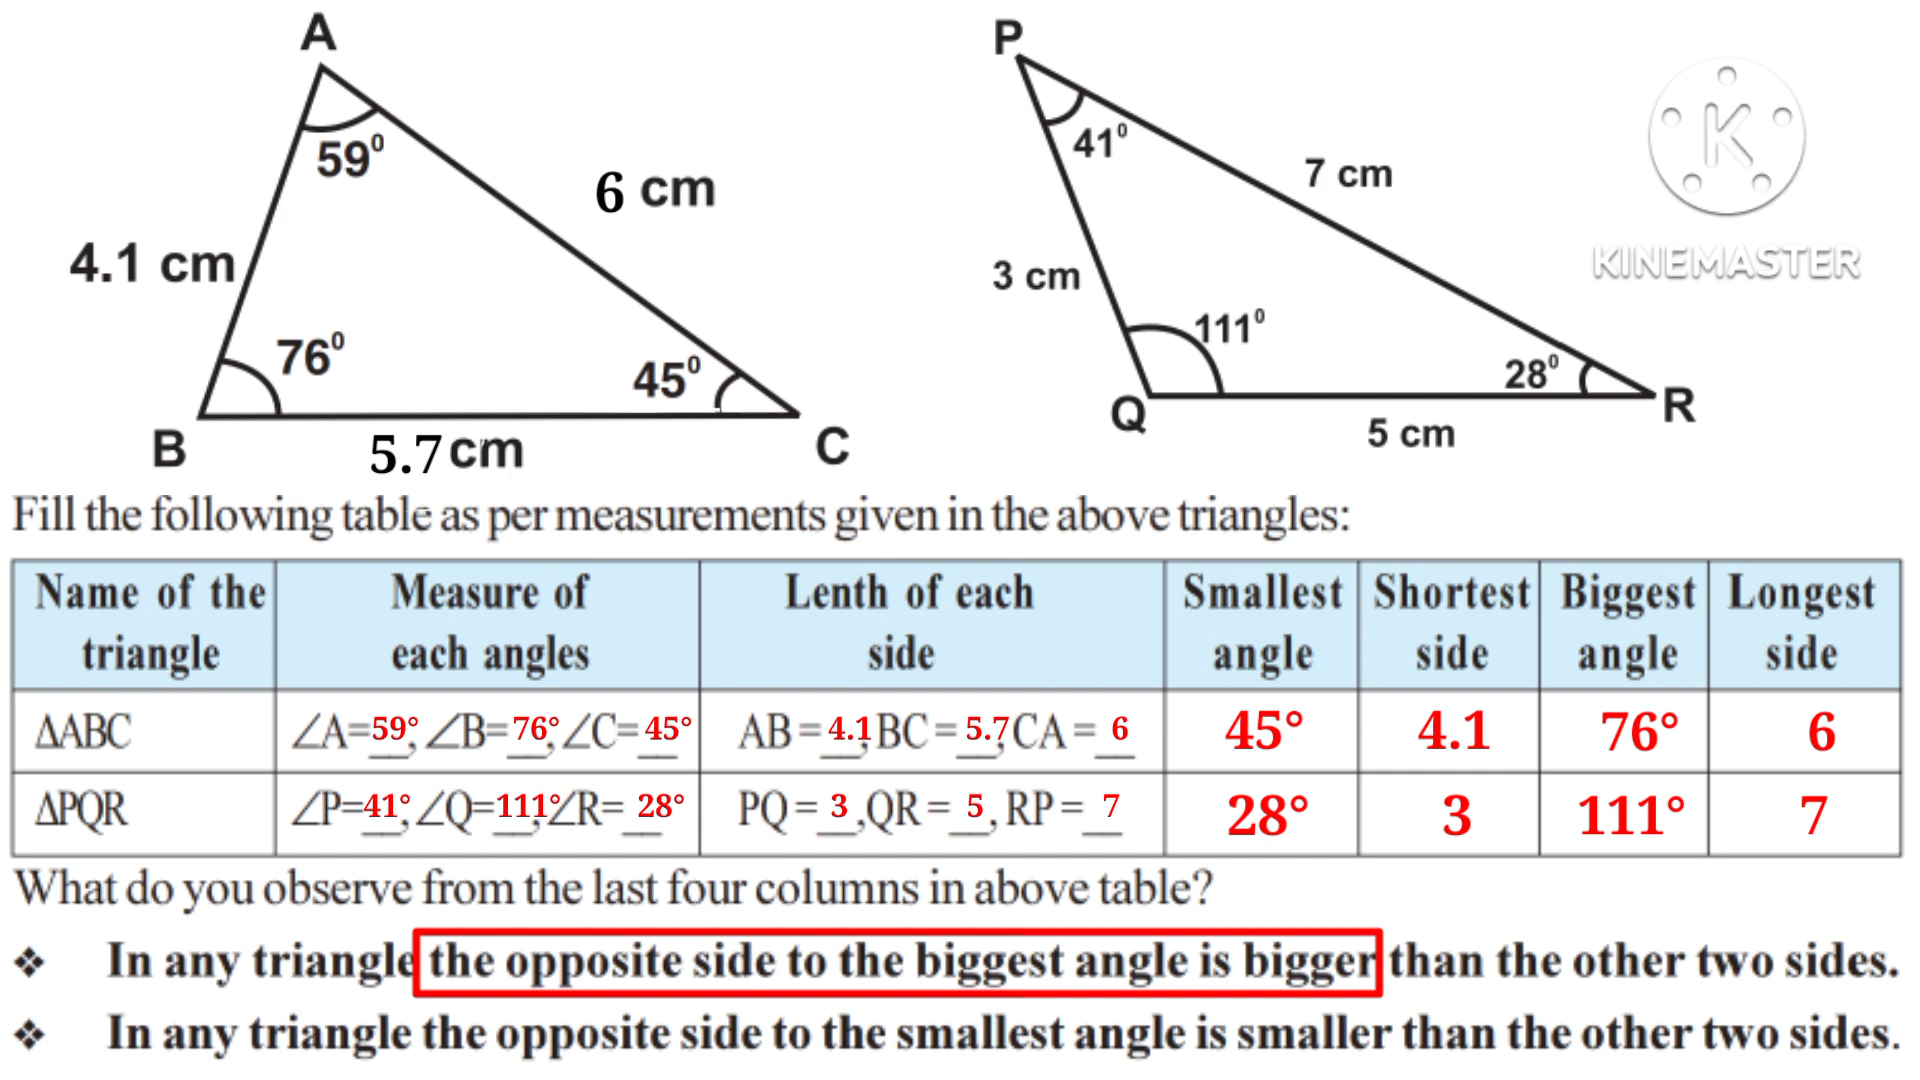 A
P
59⁰
41⁰
6 cm
7 cm
K
KINEMASTER
4.1 cm
3 cm
76⁰
111⁰
45⁰
28⁰
B
5.7 cm
C
Q
5 cm
R
Fill the following table as per measurements given in the above triangles:
Name of the triangle | Measure of each angles | Lenth of each side | Smallest angle | Shortest side | Biggest angle | Longest side
ΔABC | ∠A=59°, ∠B=76°, ∠C=45° | AB=4.1, BC=5.7, CA=6 | 45° | 4.1 | 76° | 6
ΔPQR | ∠P=41°, ∠Q=111°, ∠R=28° | PQ=3, QR=5, RP=7 | 28° | 3 | 111° | 7
What do you observe from the last four columns in above table?
❖ In any triangle the opposite side to the biggest angle is bigger than the other two sides.
❖ In any triangle the opposite side to the smallest angle is smaller than the other two sides.